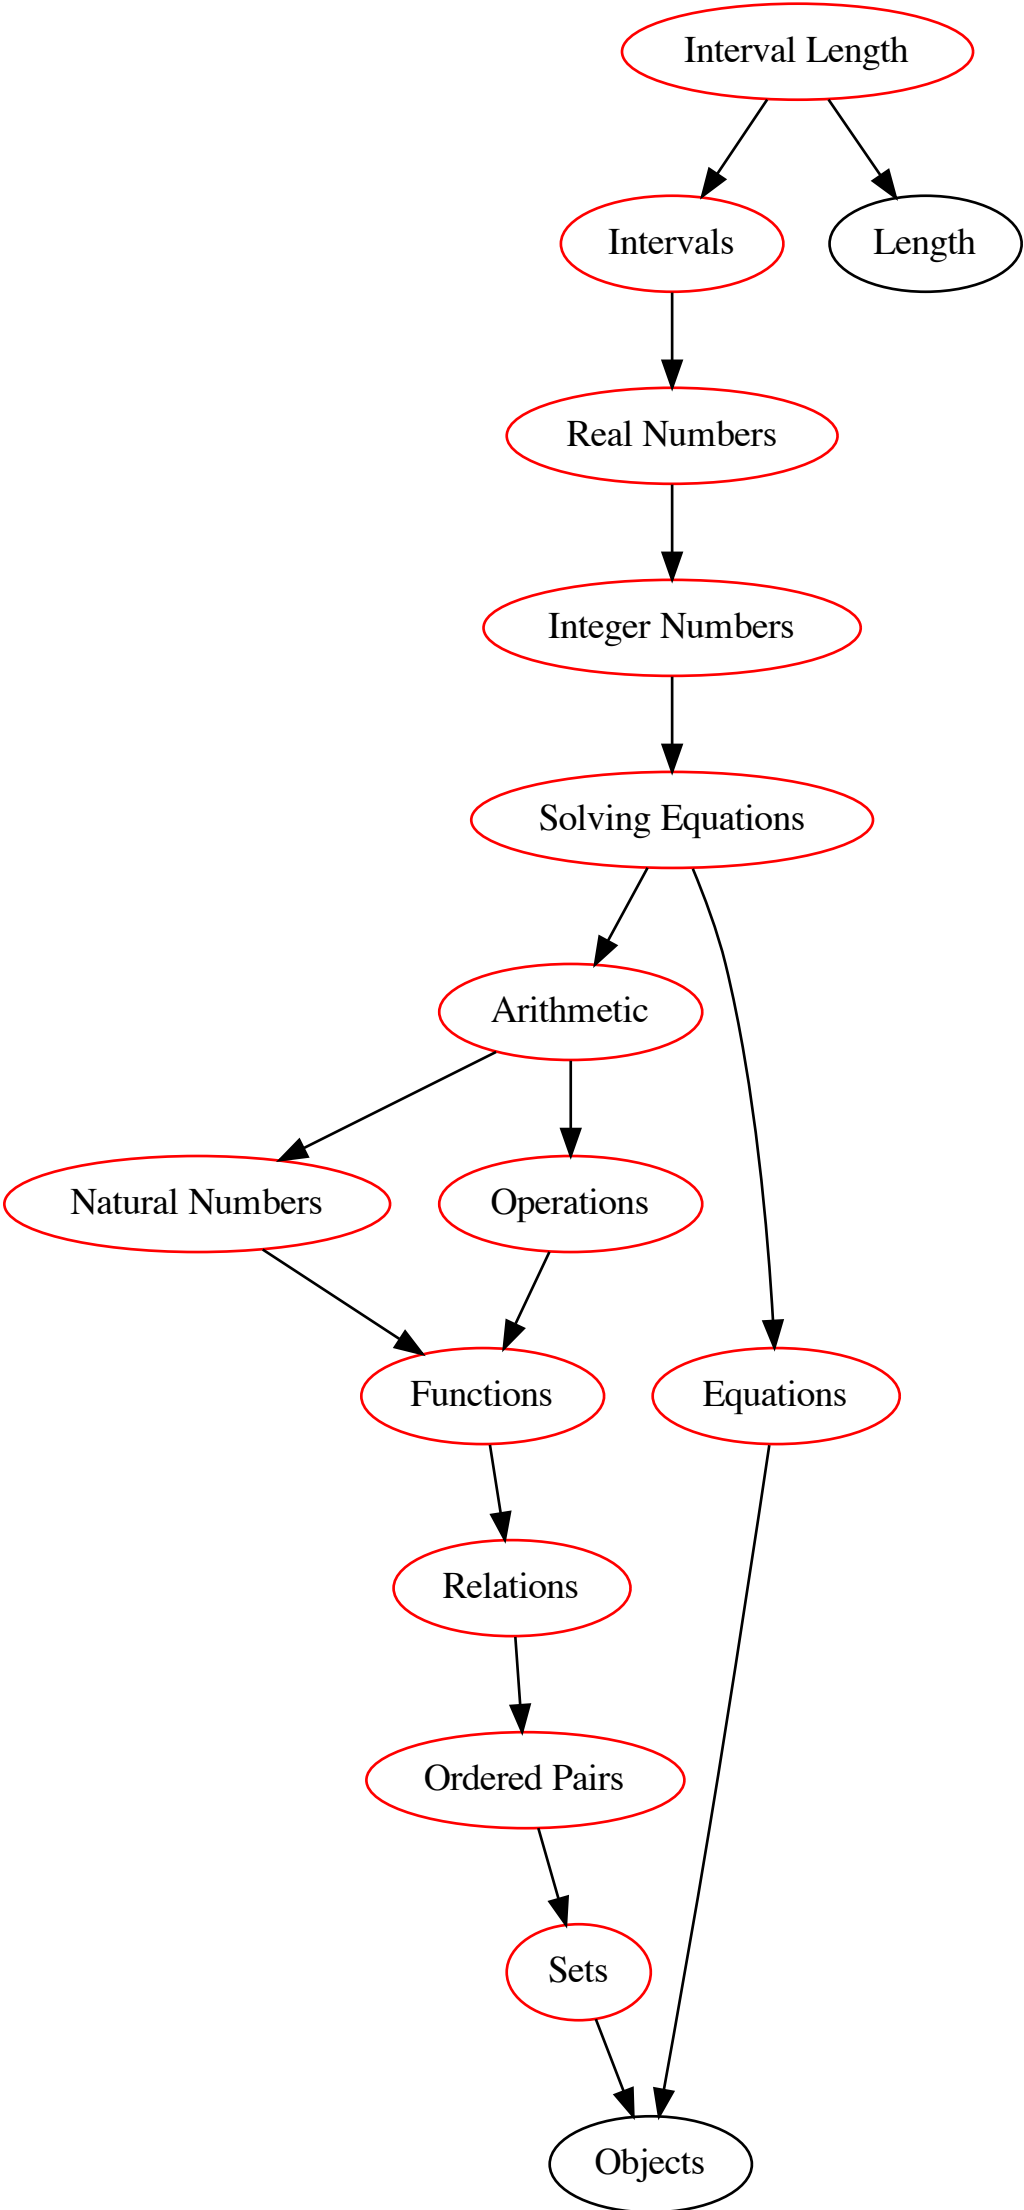 Interval Length
Intervals
Length
Real Numbers
Integer Numbers
Solving Equations
Arithmetic
Natural Numbers
Operations
Functions
Equations
Relations
Ordered Pairs
Sets
Objects